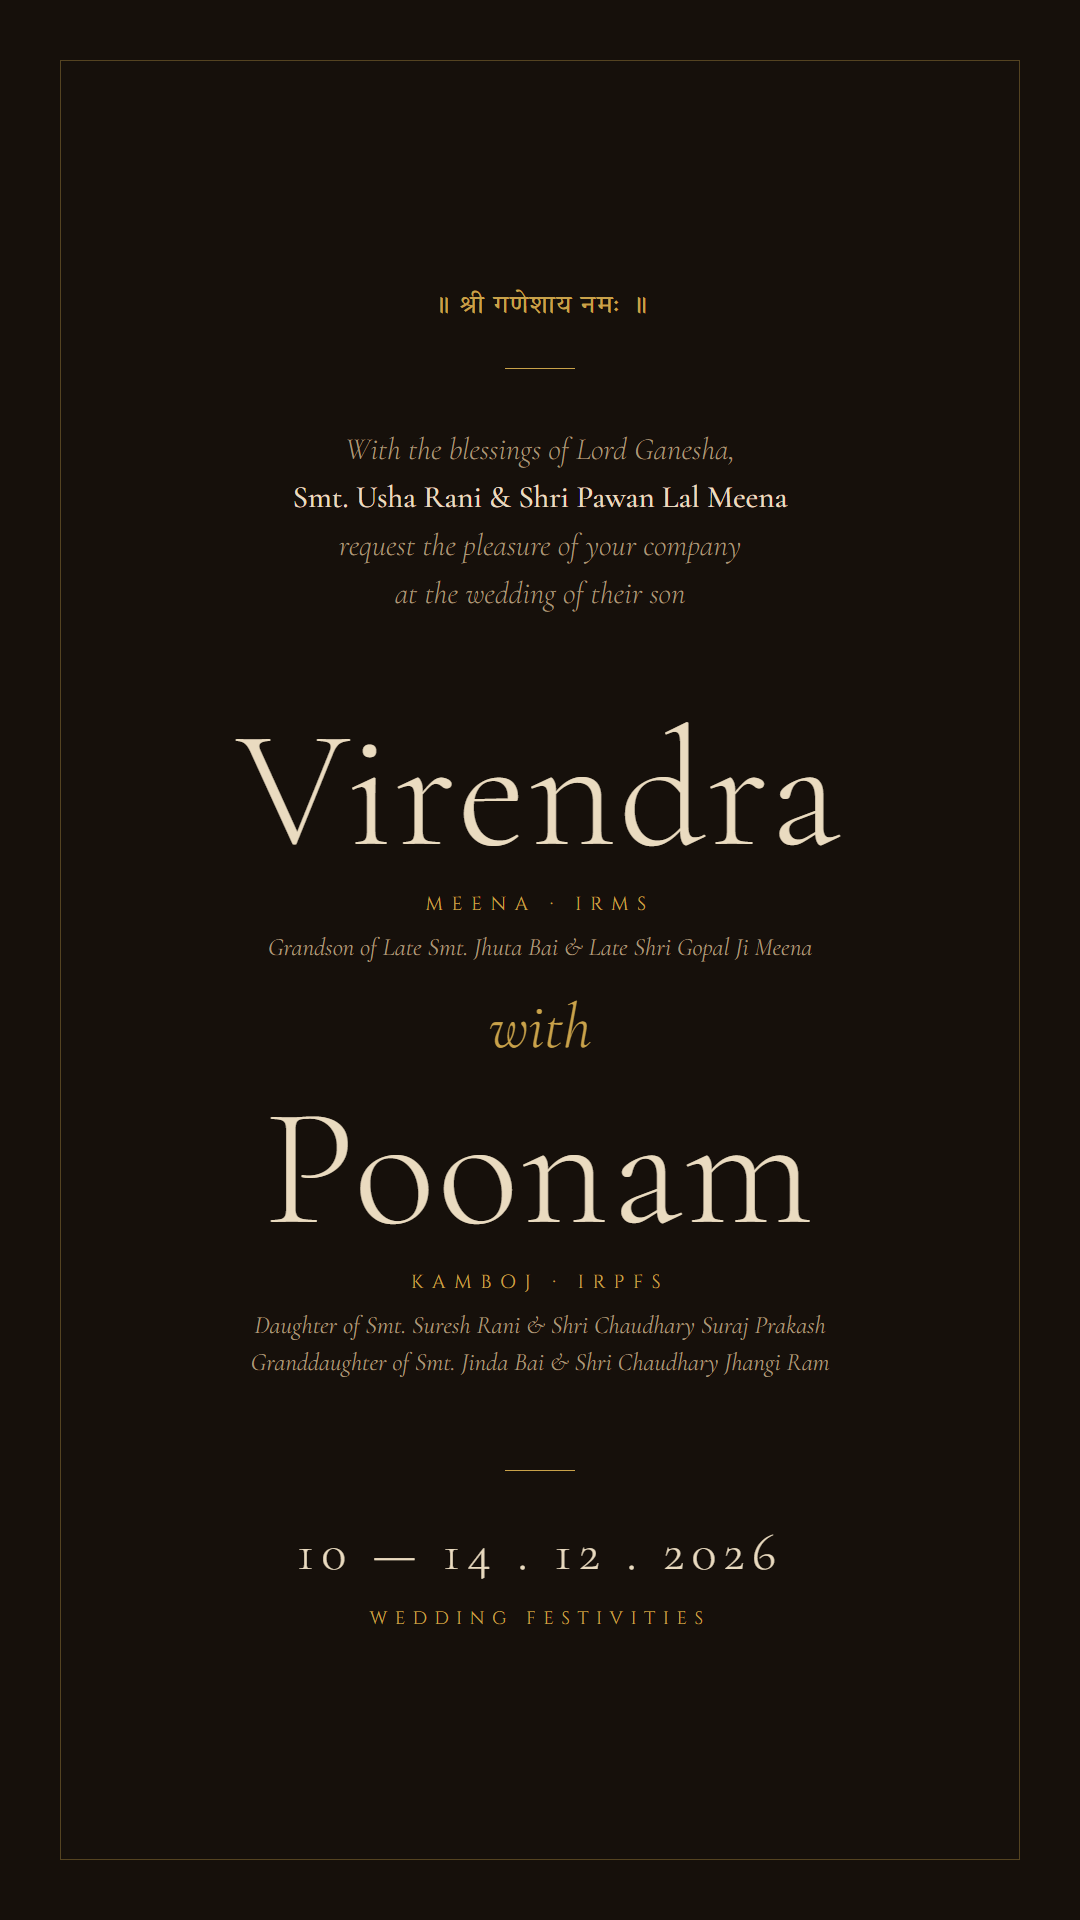 ॥ श्री गणेशाय नमः ॥
With the blessings of Lord Ganesha,
Smt. Usha Rani & Shri Pawan Lal Meena
request the pleasure of your company
at the wedding of their son
Virendra
MEENA · IRMS
Grandson of Late Smt. Jhuta Bai & Late Shri Gopal Ji Meena
with
Poonam
KAMBOJ · IRPFS
Daughter of Smt. Suresh Rani & Shri Chaudhary Suraj Prakash
Granddaughter of Smt. Jinda Bai & Shri Chaudhary Jhangi Ram
10 — 14 . 12 . 2026
WEDDING FESTIVITIES